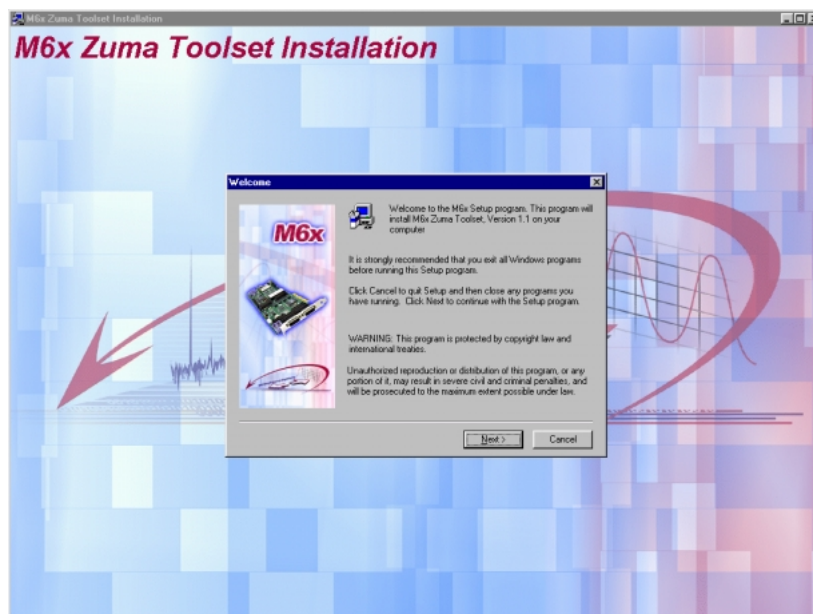 M6x Zuma Toolset Installation
M6x Zuma Toolset Installation
Welcome
M6x
Welcome to the M6x Setup program. This program will
install M6x Zuma Toolset, Version 1.1 on your
computer
It is strongly recommended that you exit all Windows programs
before running this Setup program.
Click Cancel to quit Setup and then close any programs you
have running. Click Next to continue with the Setup program.
WARNING: This program is protected by copyright law and
international treaties.
Unauthorized reproduction or distribution of this program, or any
portion of it, may result in severe civil and criminal penalties, and
will be prosecuted to the maximum extent possible under law.
Next >
Cancel